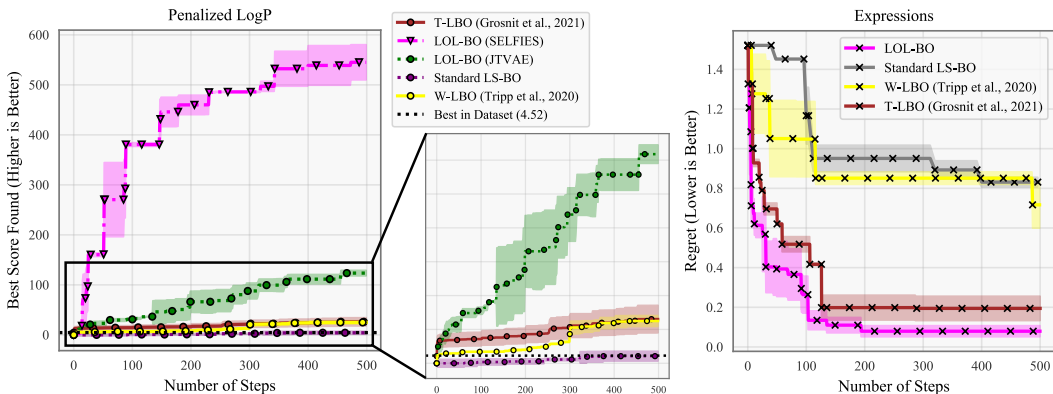 Penalized LogP
Best Score Found (Higher is Better)
600
500
400
300
200
100
0
0 100 200 300 400 500
Number of Steps
T-LBO (Grosnit et al., 2021)
LOL-BO (SELFIES)
LOL-BO (JTVAE)
Standard LS-BO
W-LBO (Tripp et al., 2020)
Best in Dataset (4.52)
0 100 200 300 400 500
Expressions
Regret (Lower is Better)
1.4
1.2
1.0
0.8
0.6
0.4
0.2
0.0
0 100 200 300 400 500
Number of Steps
LOL-BO
Standard LS-BO
W-LBO (Tripp et al., 2020)
T-LBO (Grosnit et al., 2021)